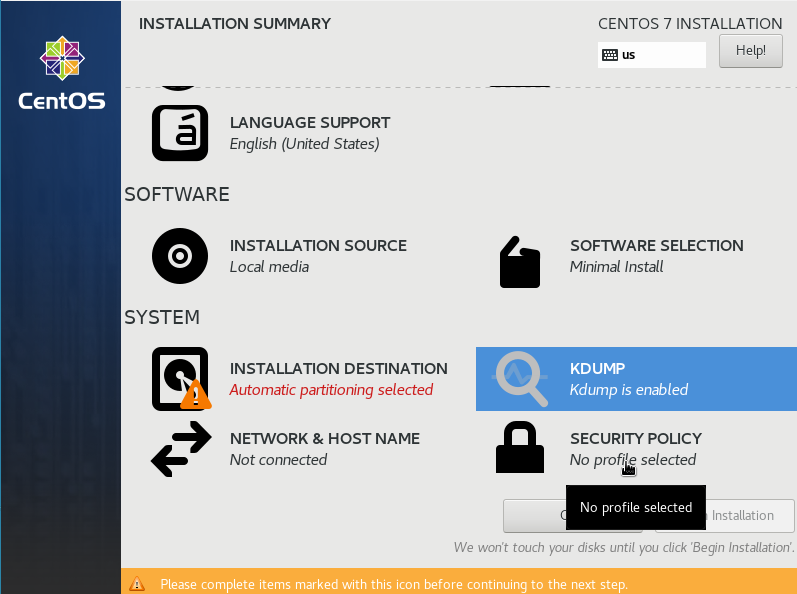 INSTALLATION SUMMARY
CENTOS 7 INSTALLATION
us
Help!
CentOS
LANGUAGE SUPPORT
English (United States)
SOFTWARE
INSTALLATION SOURCE
Local media
SOFTWARE SELECTION
Minimal Install
SYSTEM
INSTALLATION DESTINATION
Automatic partitioning selected
KDUMP
Kdump is enabled
NETWORK & HOST NAME
Not connected
SECURITY POLICY
No profile selected
No profile selected
Installation
We won't touch your disks until you click 'Begin Installation'.
Please complete items marked with this icon before continuing to the next step.